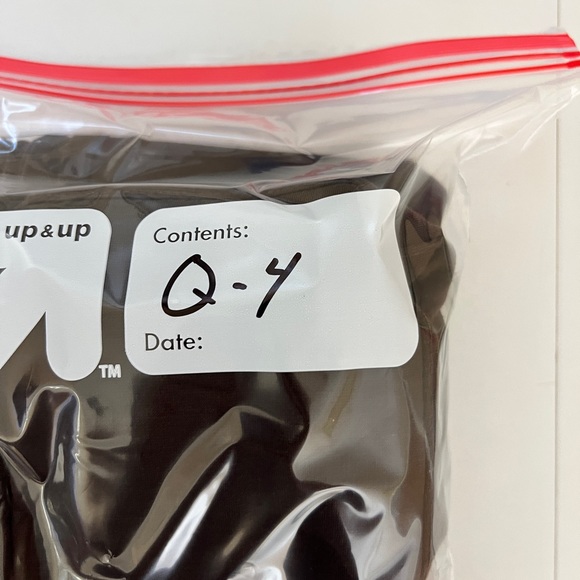 up&up
Contents:
Q-4
Date:
TM